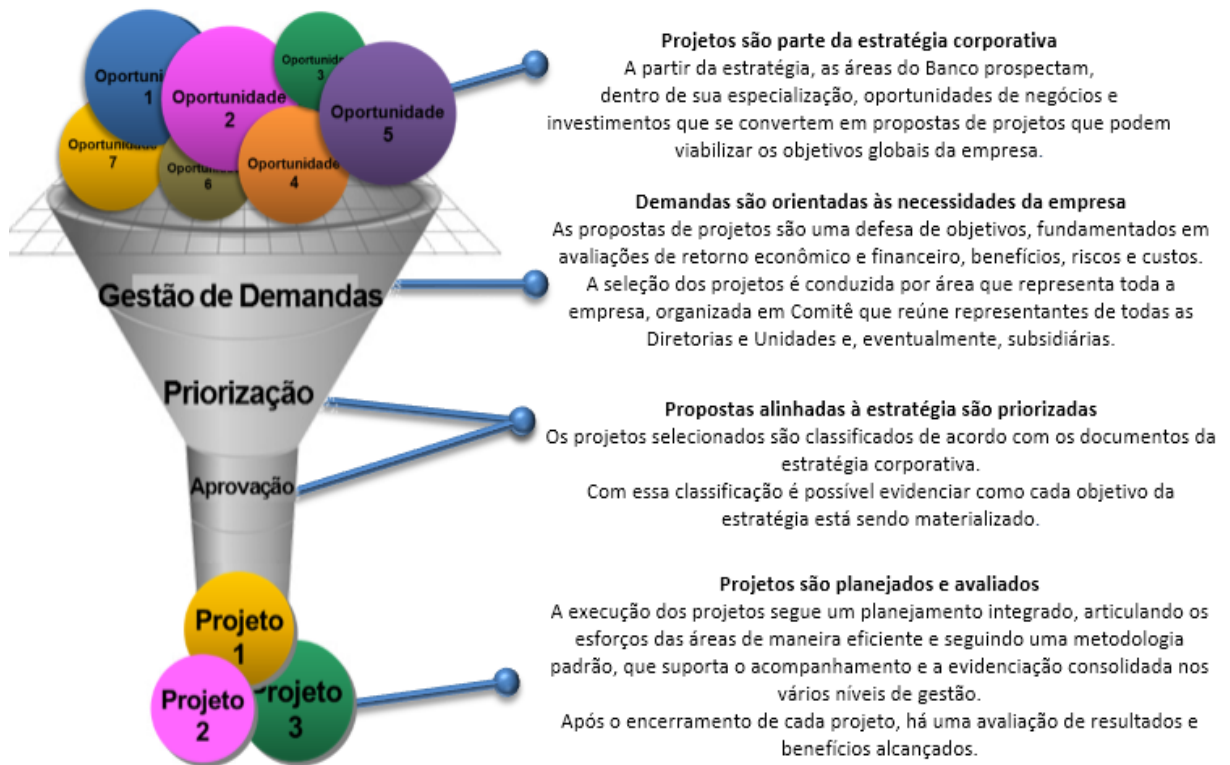 Oportuni
1
Oportunidade
2
Oportunidade
3
Oportunidade
5
Oportunidade
7
Oportunidade
6
Oportunidade
4
Gestão de Demandas
Priorização
Aprovação
Projeto
1
Projeto
2
Projeto
3
Projetos são parte da estratégia corporativa
A partir da estratégia, as áreas do Banco prospectam,
dentro de sua especialização, oportunidades de negócios e
investimentos que se convertem em propostas de projetos que podem
viabilizar os objetivos globais da empresa.
Demandas são orientadas às necessidades da empresa
As propostas de projetos são uma defesa de objetivos, fundamentados em
avaliações de retorno econômico e financeiro, benefícios, riscos e custos.
A seleção dos projetos é conduzida por área que representa toda a
empresa, organizada em Comitê que reúne representantes de todas as
Diretorias e Unidades e, eventualmente, subsidiárias.
Propostas alinhadas à estratégia são priorizadas
Os projetos selecionados são classificados de acordo com os documentos da
estratégia corporativa.
Com essa classificação é possível evidenciar como cada objetivo da
estratégia está sendo materializado.
Projetos são planejados e avaliados
A execução dos projetos segue um planejamento integrado, articulando os
esforços das áreas de maneira eficiente e seguindo uma metodologia
padrão, que suporta o acompanhamento e a evidenciação consolidada nos
vários níveis de gestão.
Após o encerramento de cada projeto, há uma avaliação de resultados e
benefícios alcançados.